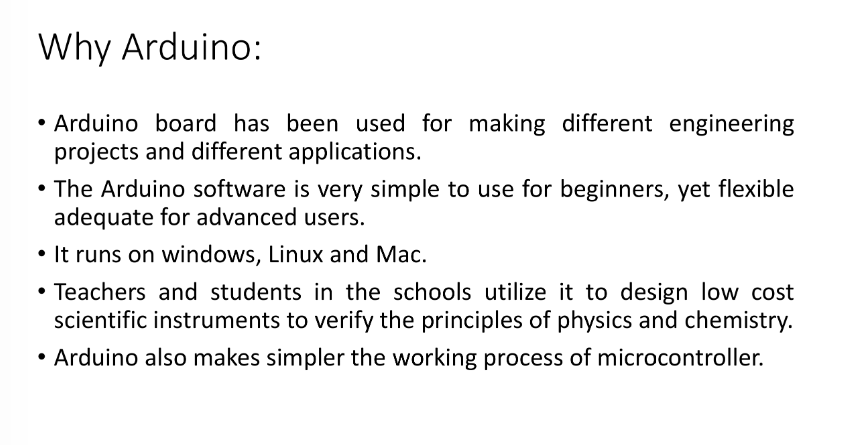 Why Arduino:
• Arduino board has been used for making different engineering
projects and different applications.
• The Arduino software is very simple to use for beginners, yet flexible
adequate for advanced users.
• It runs on windows, Linux and Mac.
• Teachers and students in the schools utilize it to design low cost
scientific instruments to verify the principles of physics and chemistry.
• Arduino also makes simpler the working process of microcontroller.